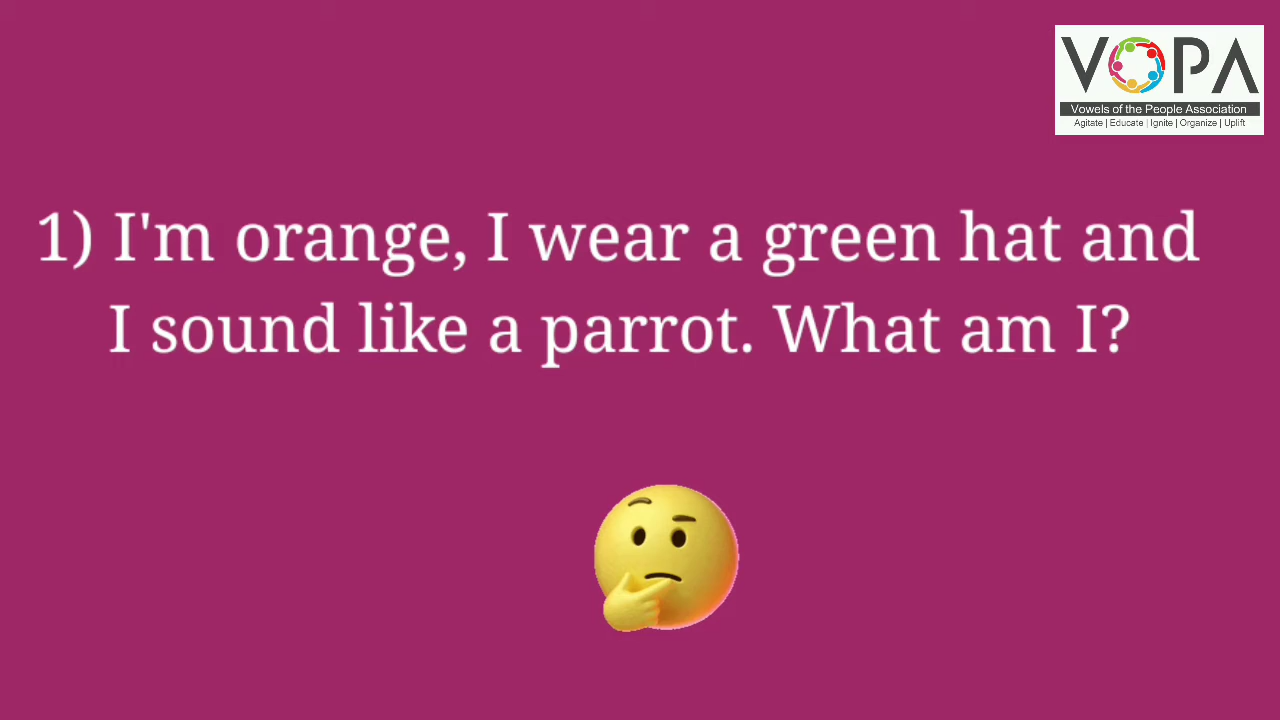 VOPA
Vowels of the People Association
Agitate | Educate | Ignite | Organize | Uplift
1) I'm orange, I wear a green hat and
I sound like a parrot. What am I?